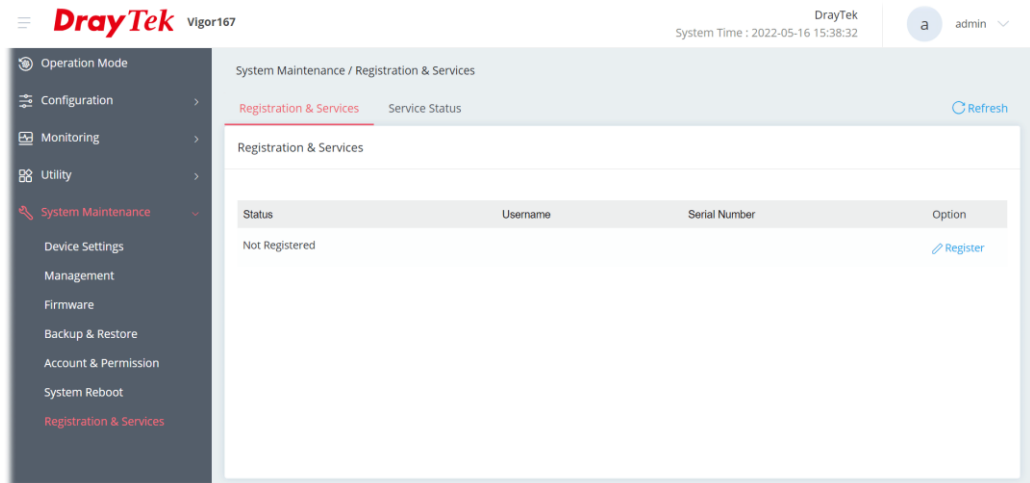 DrayTek Vigor167
DrayTek
System Time : 2022-05-16 15:38:32
a admin
Operation Mode
Configuration
Monitoring
Utility
System Maintenance
Device Settings
Management
Firmware
Backup & Restore
Account & Permission
System Reboot
Registration & Services
System Maintenance / Registration & Services
Registration & Services Service Status Refresh
Registration & Services
Status Username Serial Number Option
Not Registered Register